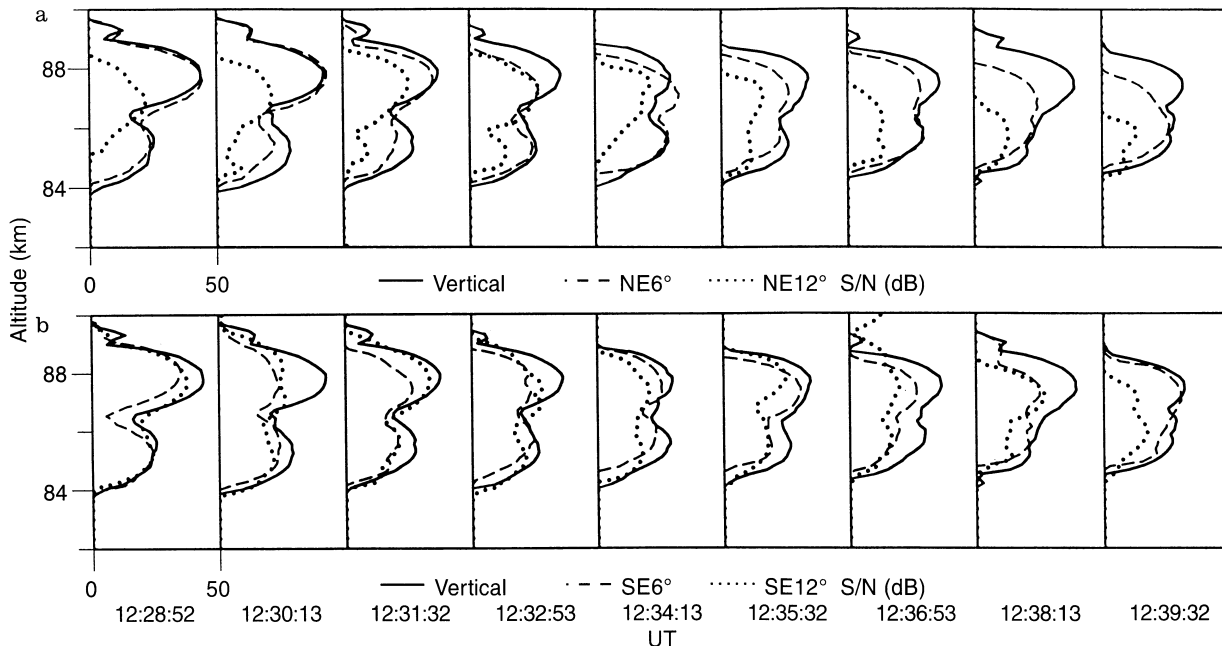 a
88
84
0 50 Vertical NE6° NE12° S/N (dB)
Altitude (km)
b
88
84
0 50 Vertical SE6° SE12° S/N (dB)
12:28:52 12:30:13 12:31:32 12:32:53 12:34:13 12:35:32 12:36:53 12:38:13 12:39:32
UT